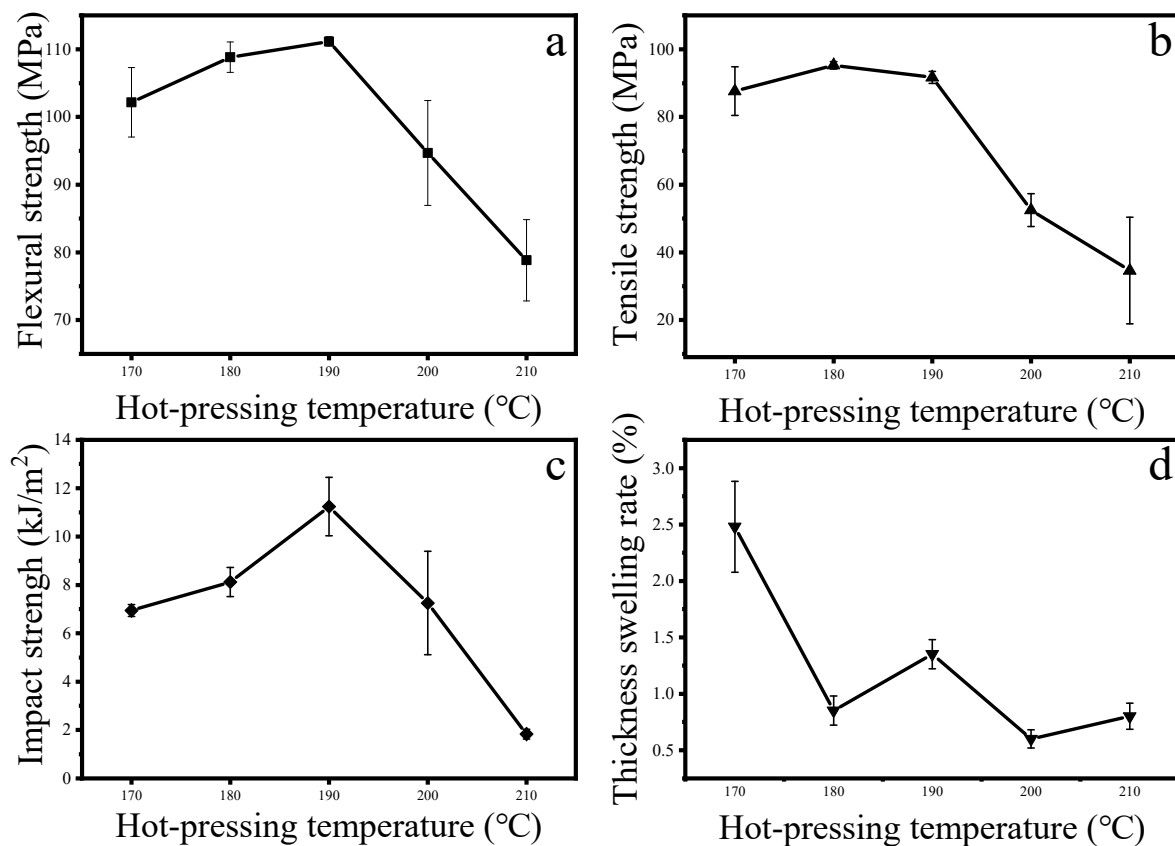 a
Flexural strength (MPa)
110
100
90
80
70
170 180 190 200 210
Hot-pressing temperature (℃)
b
Tensile strength (MPa)
100
80
60
40
20
170 180 190 200 210
Hot-pressing temperature (℃)
c
Impact strengh (kJ/m²)
14
12
10
8
6
4
2
0
170 180 190 200 210
Hot-pressing temperature (℃)
d
Thickness swelling rate (%)
3.0
2.5
2.0
1.5
1.0
0.5
170 180 190 200 210
Hot-pressing temperature (℃)